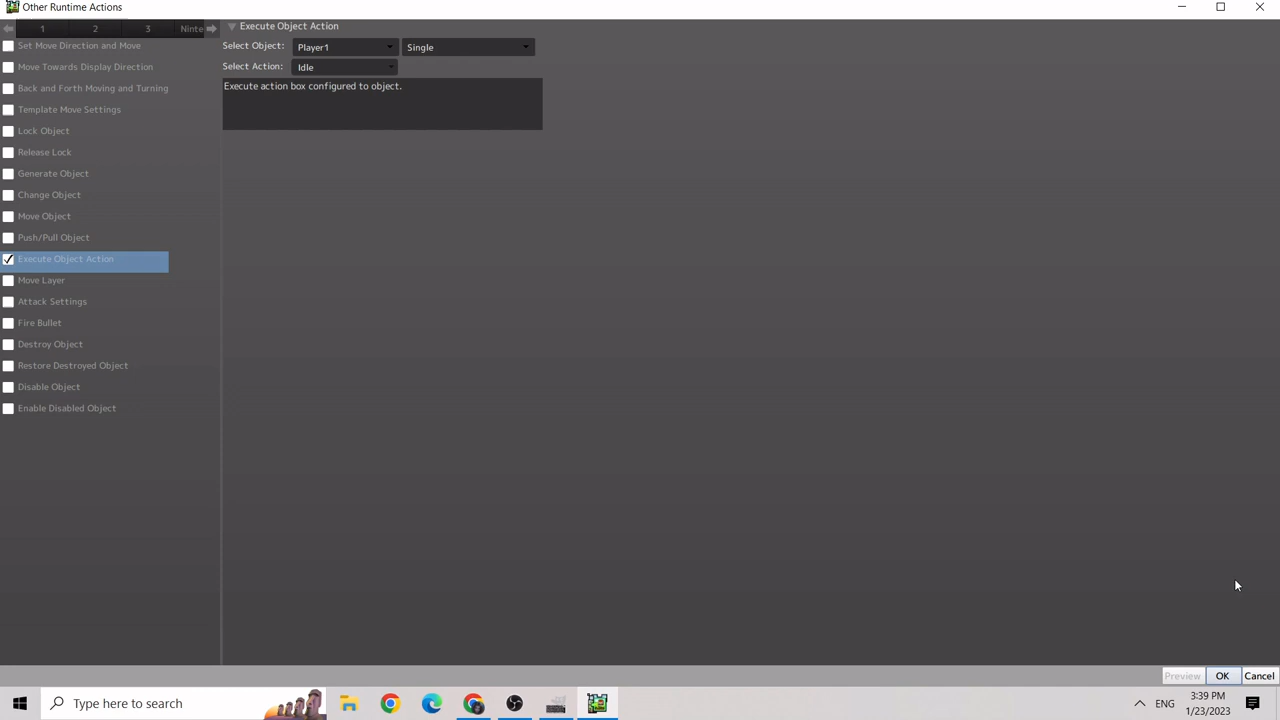 Other Runtime Actions
1 2 3 Ninte
Set Move Direction and Move
Move Towards Display Direction
Back and Forth Moving and Turning
Template Move Settings
Lock Object
Release Lock
Generate Object
Change Object
Move Object
Push/Pull Object
Execute Object Action
Move Layer
Attack Settings
Fire Bullet
Destroy Object
Restore Destroyed Object
Disable Object
Enable Disabled Object
Execute Object Action
Select Object: Player1 Single
Select Action: Idle
Execute action box configured to object.
Preview OK Cancel
Type here to search
ENG
3:39 PM
1/23/2023